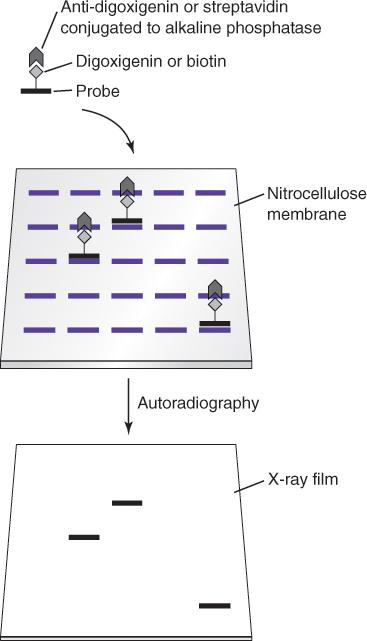 Anti-digoxigenin or streptavidin
conjugated to alkaline phosphatase
Digoxigenin or biotin
Probe
Nitrocellulose
membrane
Autoradiography
X-ray film